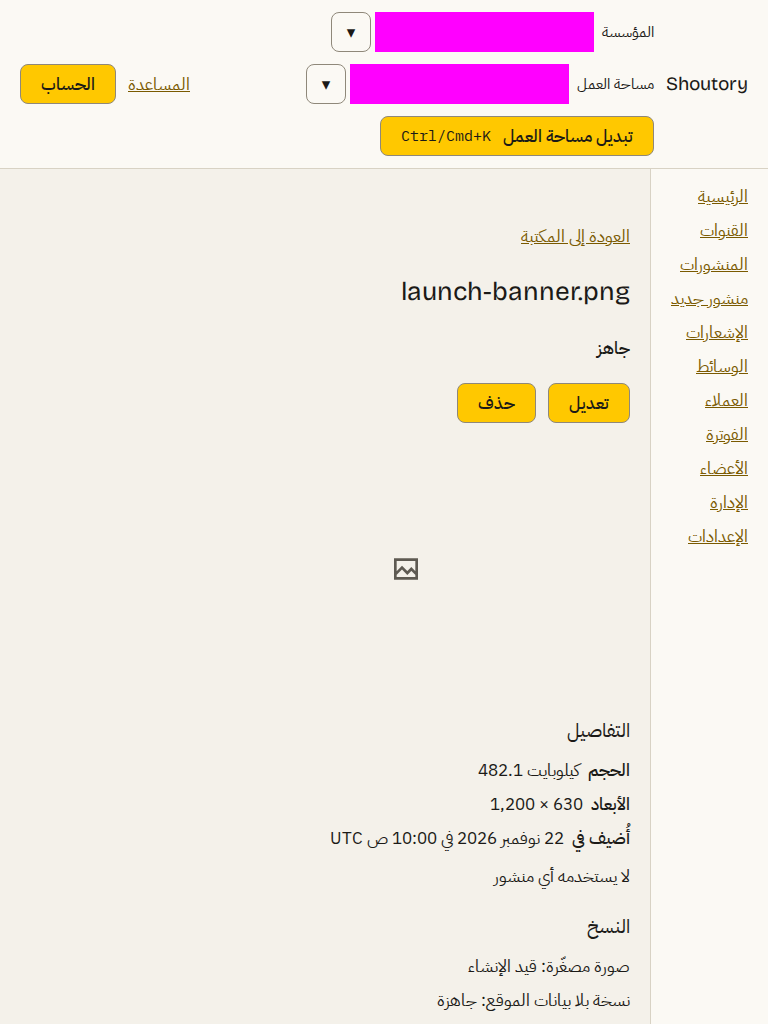 المؤسسة
▼
Shoutory
مساحة العمل
▼
المساعدة
الحساب
تبديل مساحة العمل Ctrl/Cmd+K
الرئيسية
القنوات
المنشورات
منشور جديد
الإشعارات
الوسائط
العملاء
الفوترة
الأعضاء
الإدارة
الإعدادات
العودة إلى المكتبة
launch-banner.png
جاهز
تعديل
حذف
التفاصيل
الحجم 482.1 كيلوبايت
الأبعاد 1,200 × 630
أُضيف في 22 نوفمبر 2026 في 10:00 ص UTC
لا يستخدمه أي منشور
النسخ
صورة مصغّرة: قيد الإنشاء
نسخة بلا بيانات الموقع: جاهزة